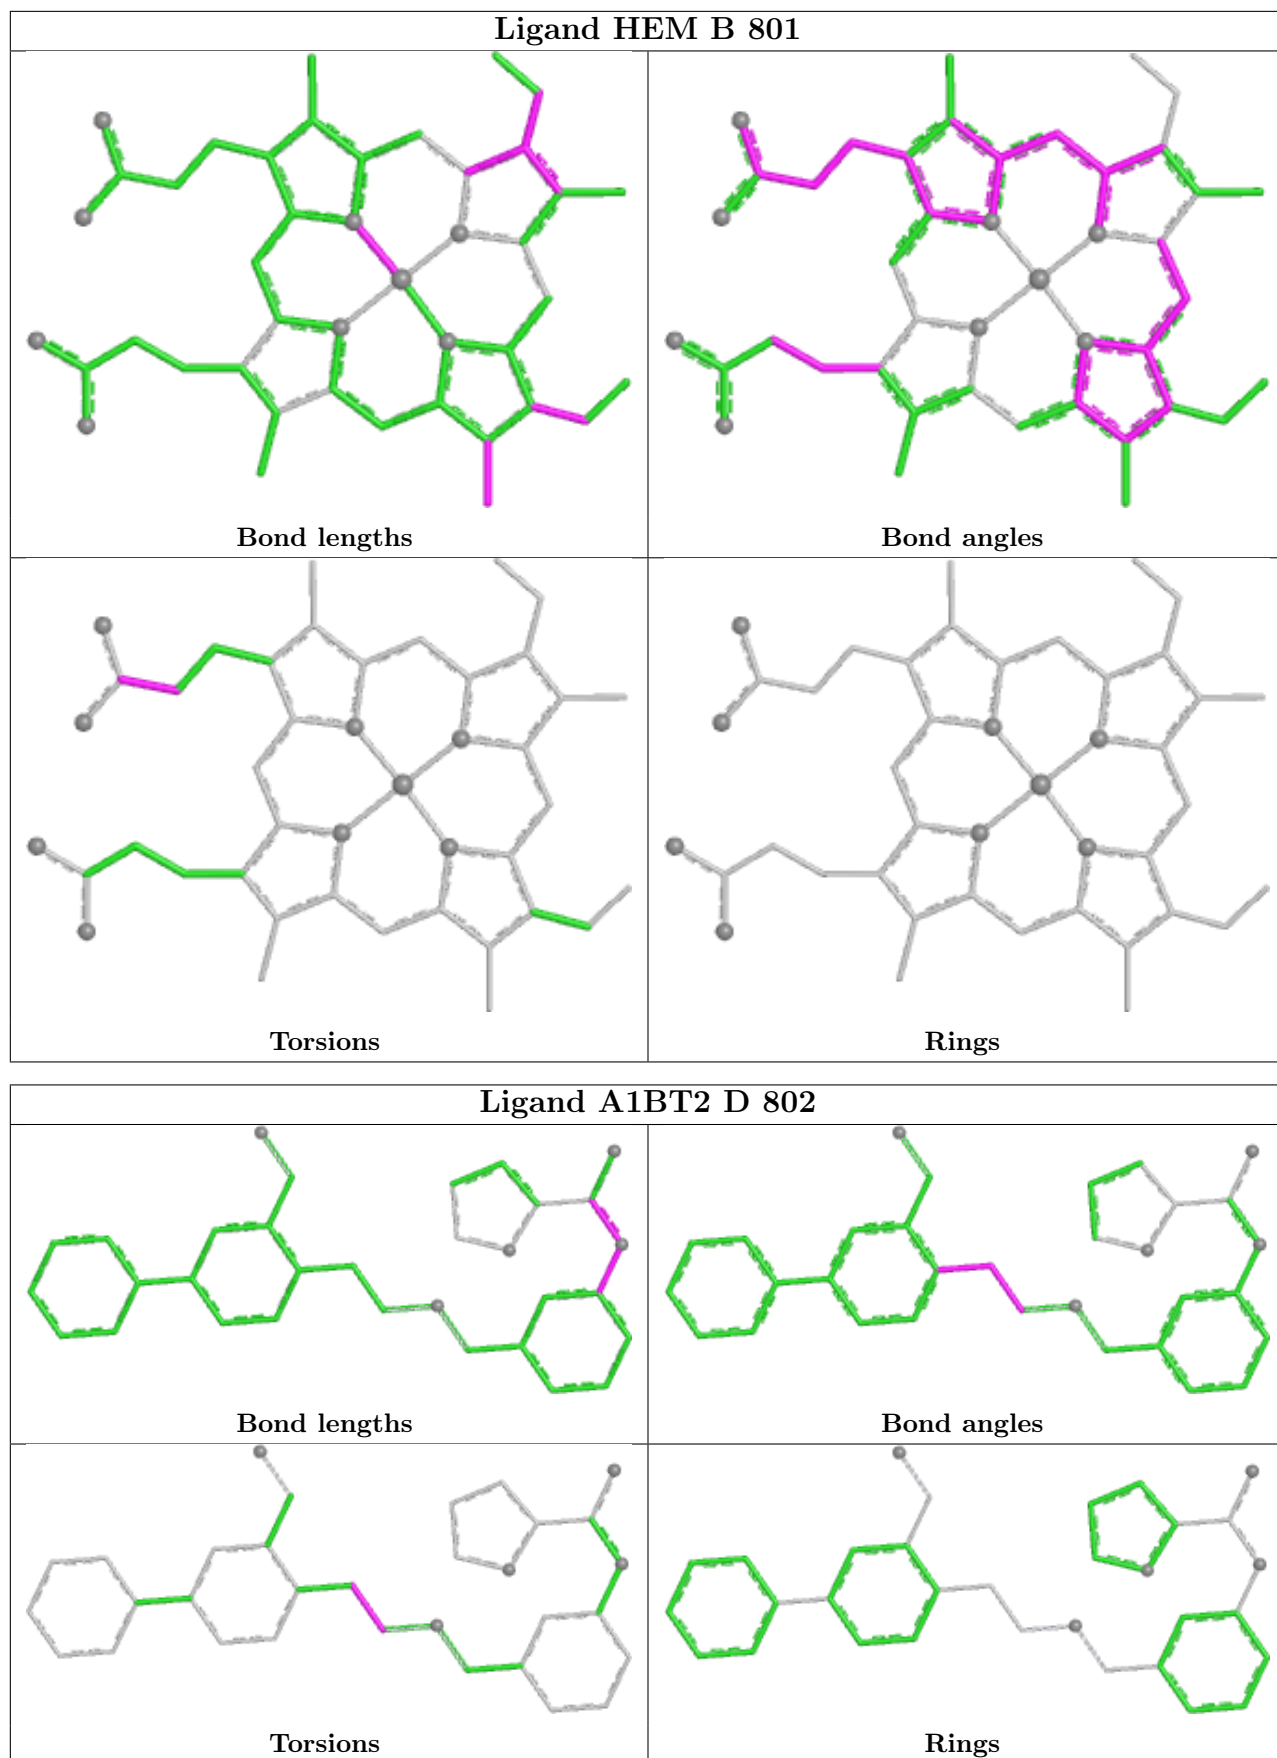 Ligand HEM B 801
Bond lengths
Bond angles
Torsions
Rings
Ligand A1BT2 D 802
Bond lengths
Bond angles
Torsions
Rings